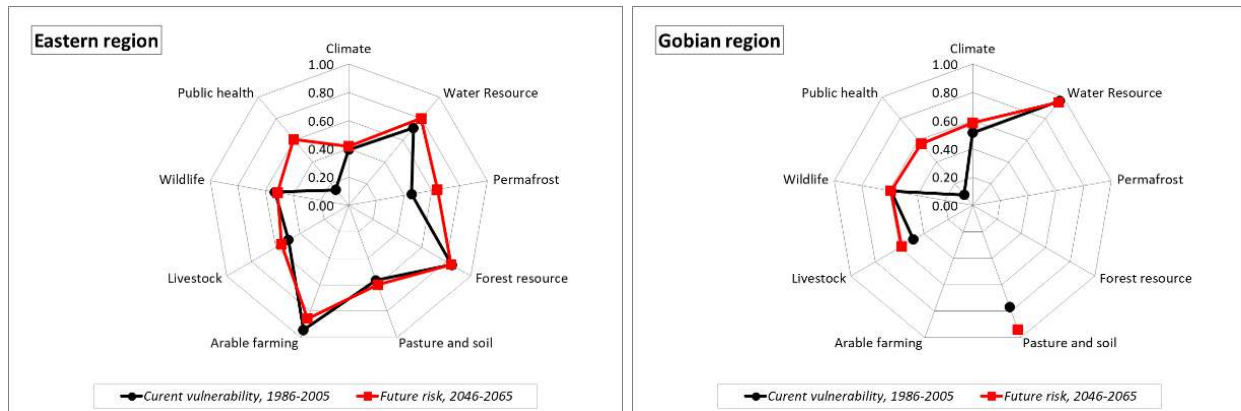 Eastern region
Climate
1.00
0.80
0.60
0.40
0.20
0.00
Water Resource
Permafrost
Forest resource
Pasture and soil
Arable farming
Livestock
Wildlife
Public health
Curent vulnerability, 1986-2005
Future risk, 2046-2065
Gobian region
Climate
1.00
0.80
0.60
0.40
0.20
0.00
Water Resource
Permafrost
Forest resource
Pasture and soil
Arable farming
Livestock
Wildlife
Public health
Curent vulnerability, 1986-2005
Future risk, 2046-2065